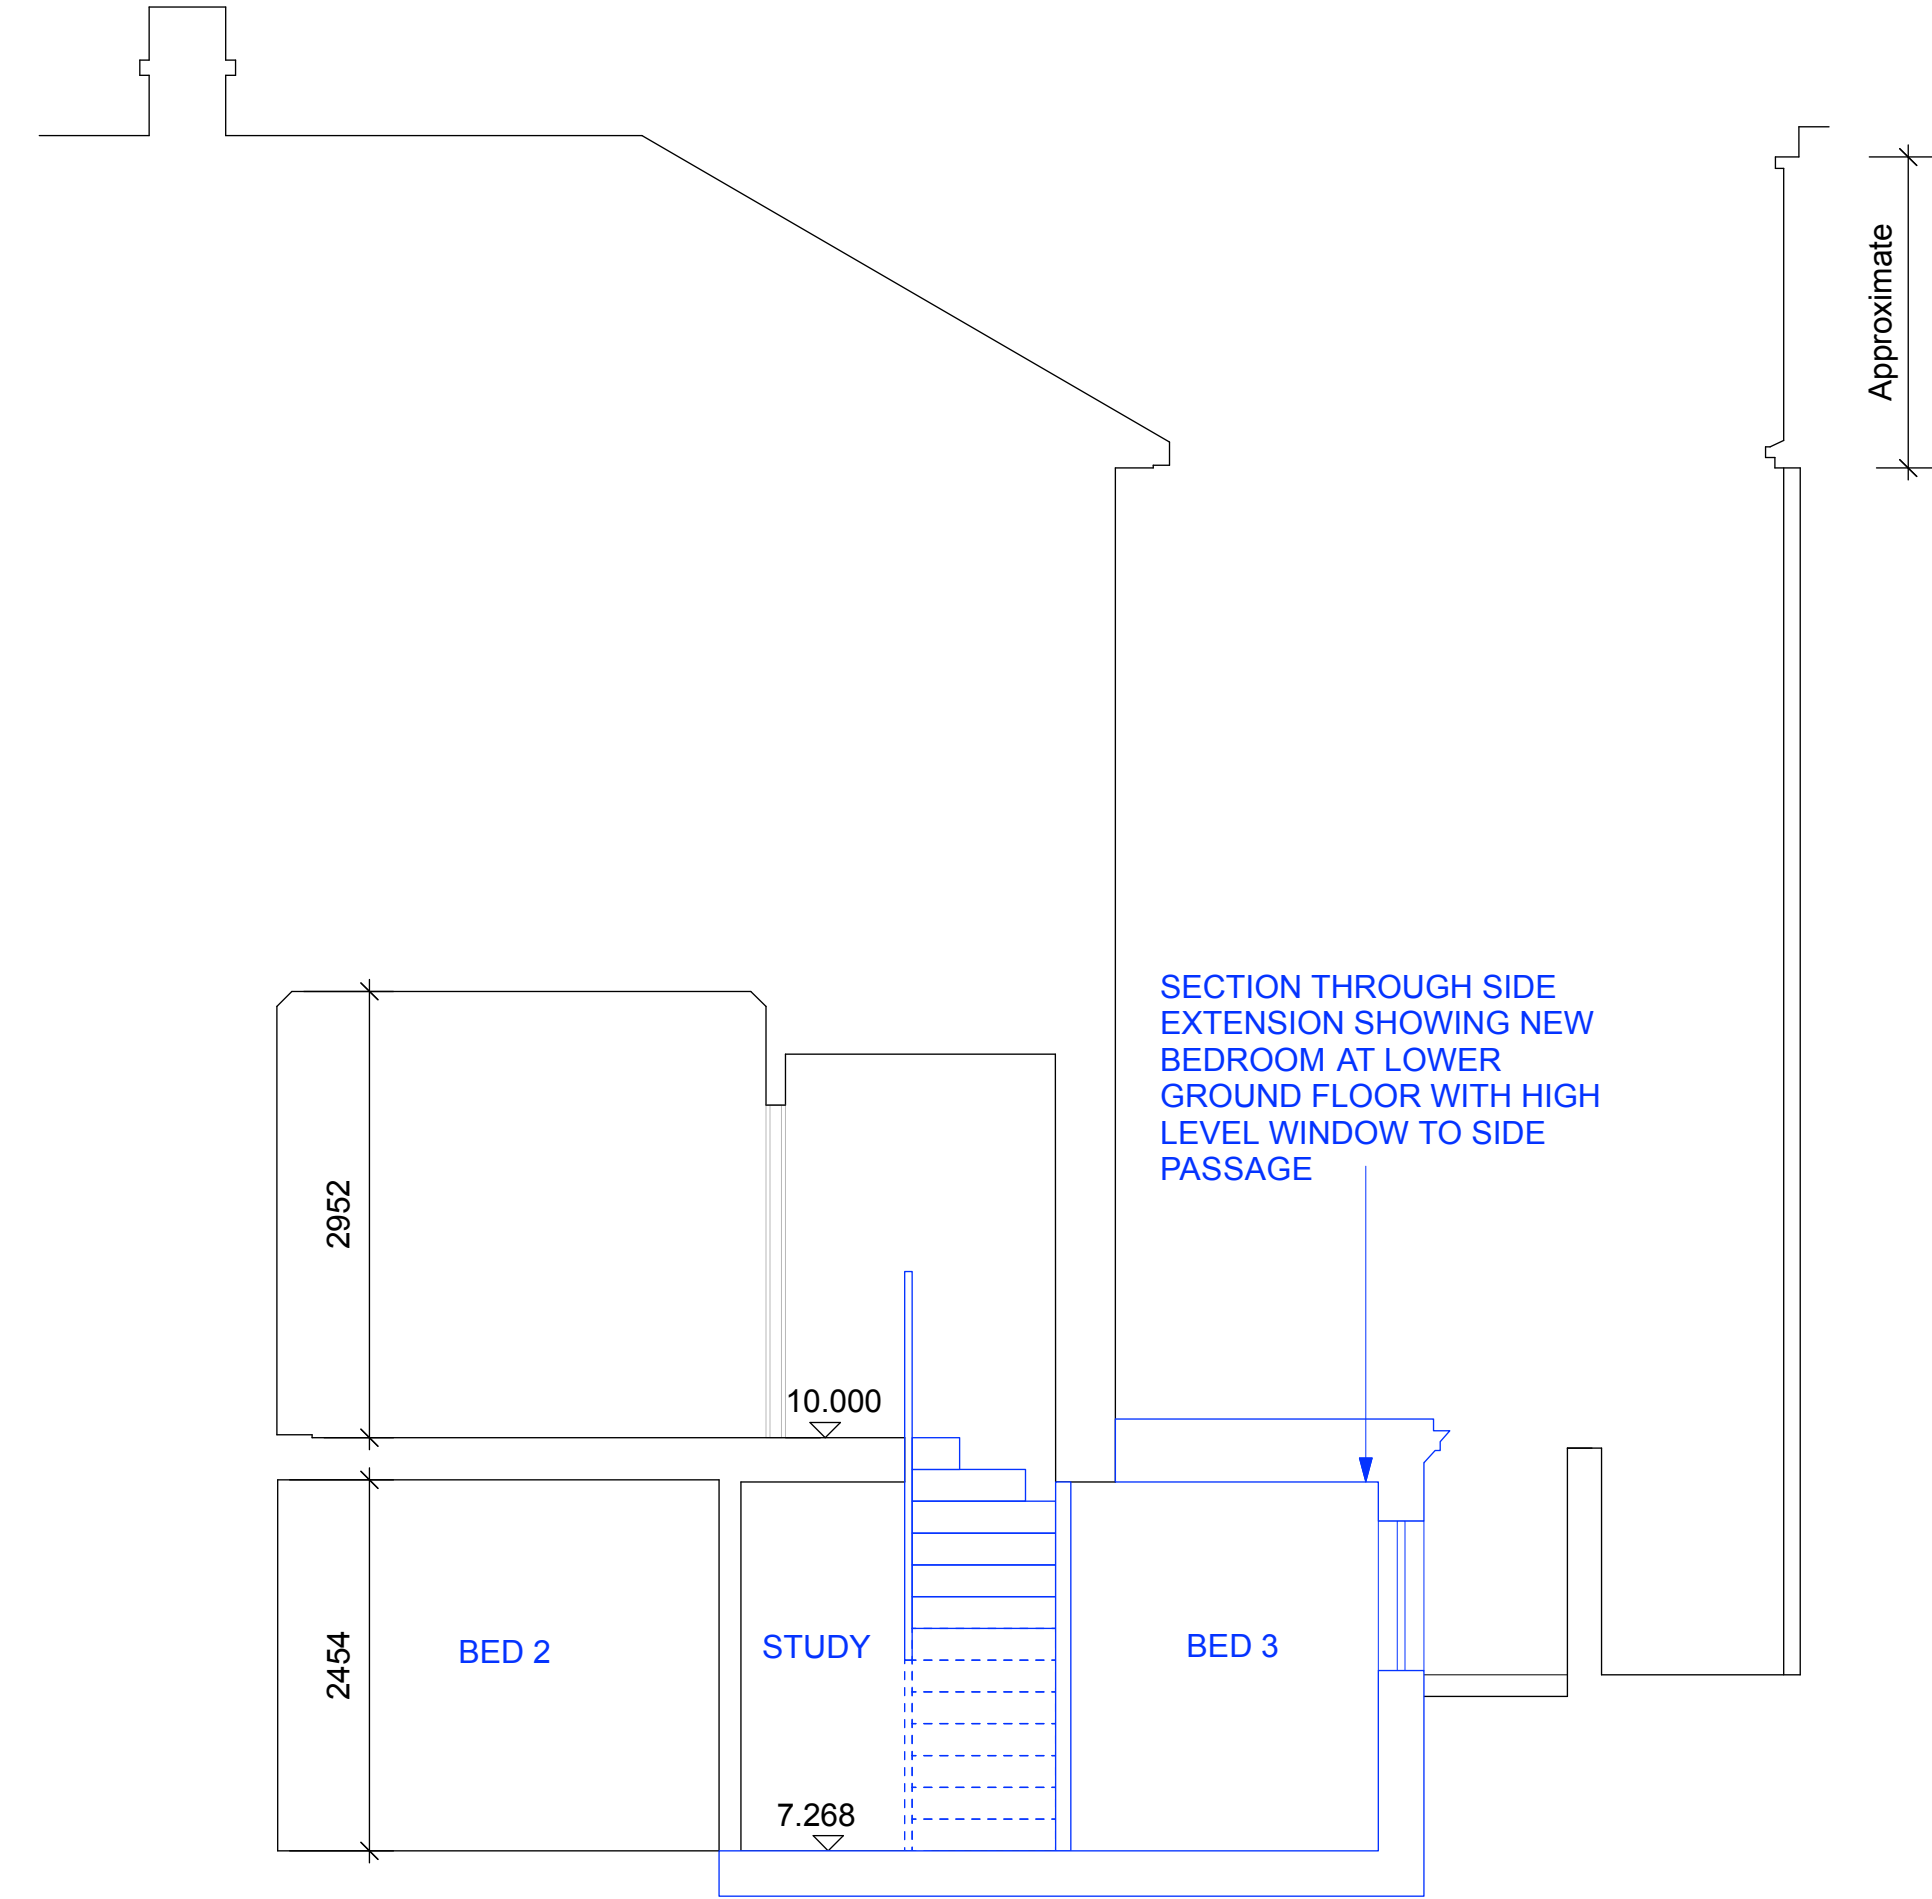 Approximate
SECTION THROUGH SIDE
EXTENSION SHOWING NEW
BEDROOM AT LOWER
GROUND FLOOR WITH HIGH
LEVEL WINDOW TO SIDE
PASSAGE
2952
10.000
2454
BED 2
STUDY
BED 3
7.268